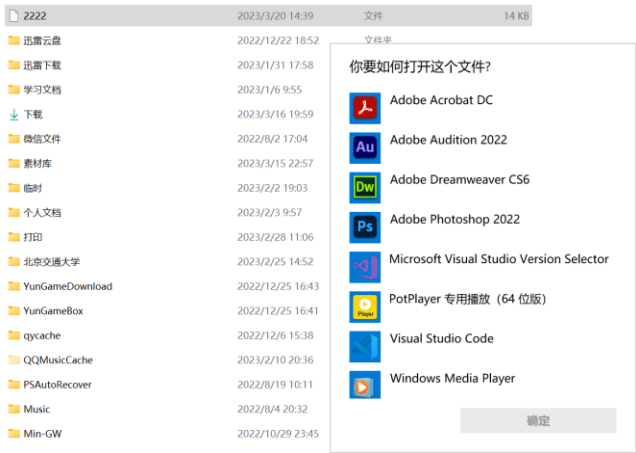 2222 2023/3/20 14:39 文件 14 KB
迅雷云盘 2022/12/22 18:52 文件夹
迅雷下载 2023/1/31 17:58
学习文档 2023/1/6 9:55
下载 2023/3/16 19:59
微信文件 2022/8/2 17:04
素材库 2023/3/15 22:57
临时 2023/2/2 19:03
个人文档 2023/2/3 9:57
打印 2023/2/28 11:06
北京交通大学 2023/2/25 14:52
YunGameDownload 2022/12/25 16:43
YunGameBox 2022/12/25 16:41
qycache 2022/12/6 15:38
QQMusicCache 2023/2/10 20:36
PSAutoRecover 2022/8/19 10:11
Music 2022/8/4 20:32
Min-GW 2022/10/29 23:45
你要如何打开这个文件?
Adobe Acrobat DC
Au Adobe Audition 2022
Dw Adobe Dreamweaver CS6
Ps Adobe Photoshop 2022
Microsoft Visual Studio Version Selector
Player PotPlayer 专用播放（64 位版）
Visual Studio Code
Windows Media Player
确定